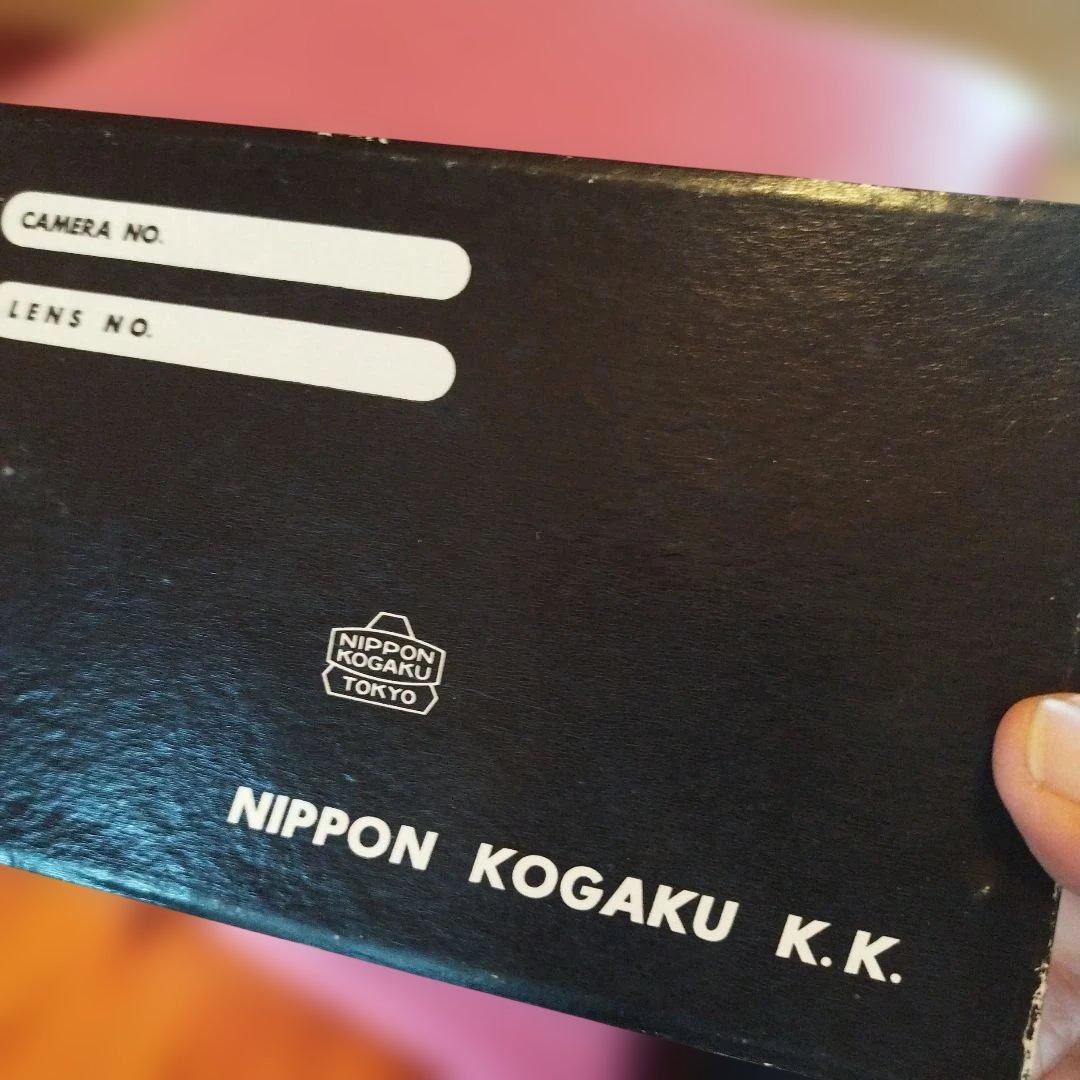 CAMERA NO.
LENS NO.
NIPPON
KOGAKU
TOKYO
NIPPON KOGAKU K.K.